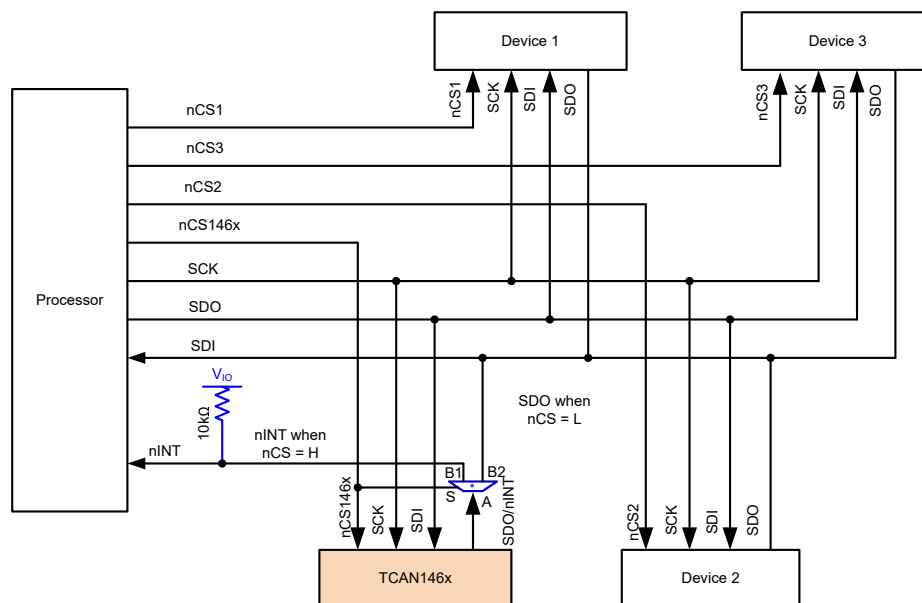 Device 1
Device 3
nCS1
SCK
SDI
SDO
nCS3
SCK
SDI
SDO
nCS1
nCS3
nCS2
nCS146x
SCK
Processor
SDO
SDI
VIO
10kΩ
SDO when
nCS = L
nINT when
nCS = H
nINT
B1
B2
*
S
A
nCS146x
SCK
SDI
SDO/nINT
nCS2
SCK
SDI
SDO
TCAN146x
Device 2